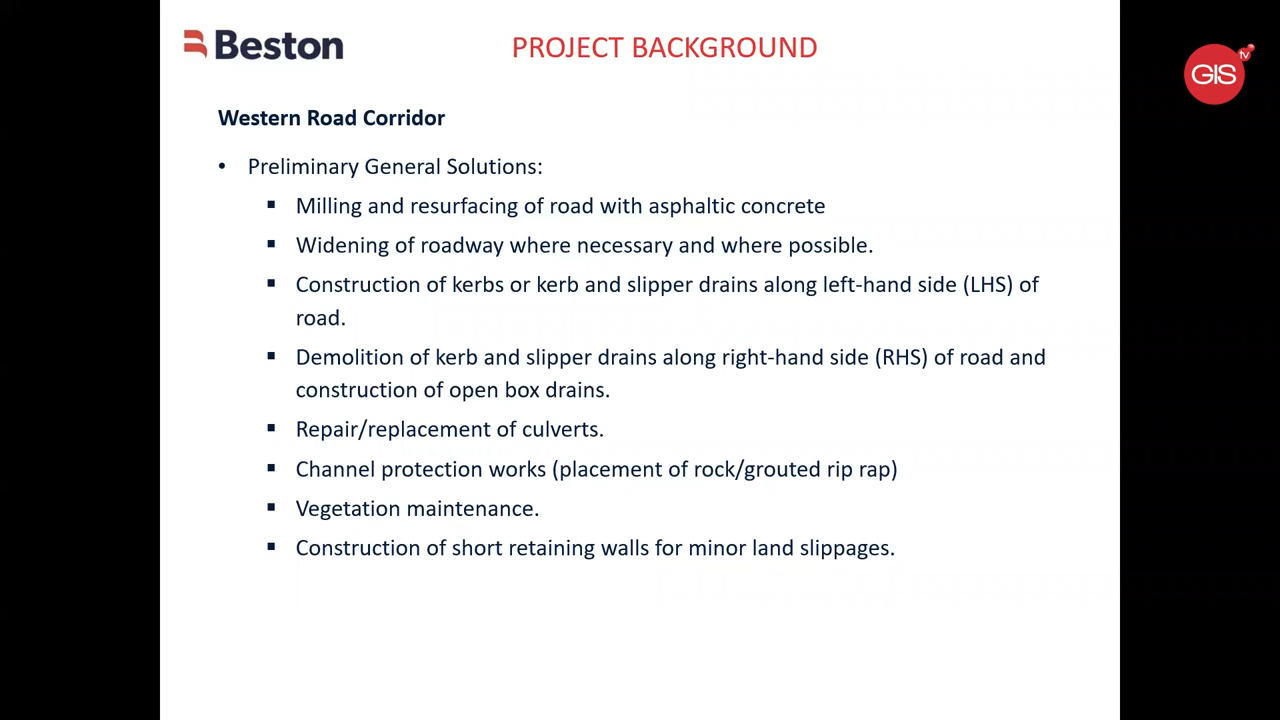 Beston
PROJECT BACKGROUND
GIS
tv
Western Road Corridor
• Preliminary General Solutions:
▪ Milling and resurfacing of road with asphaltic concrete
▪ Widening of roadway where necessary and where possible.
▪ Construction of kerbs or kerb and slipper drains along left-hand side (LHS) of
road.
▪ Demolition of kerb and slipper drains along right-hand side (RHS) of road and
construction of open box drains.
▪ Repair/replacement of culverts.
▪ Channel protection works (placement of rock/grouted rip rap)
▪ Vegetation maintenance.
▪ Construction of short retaining walls for minor land slippages.